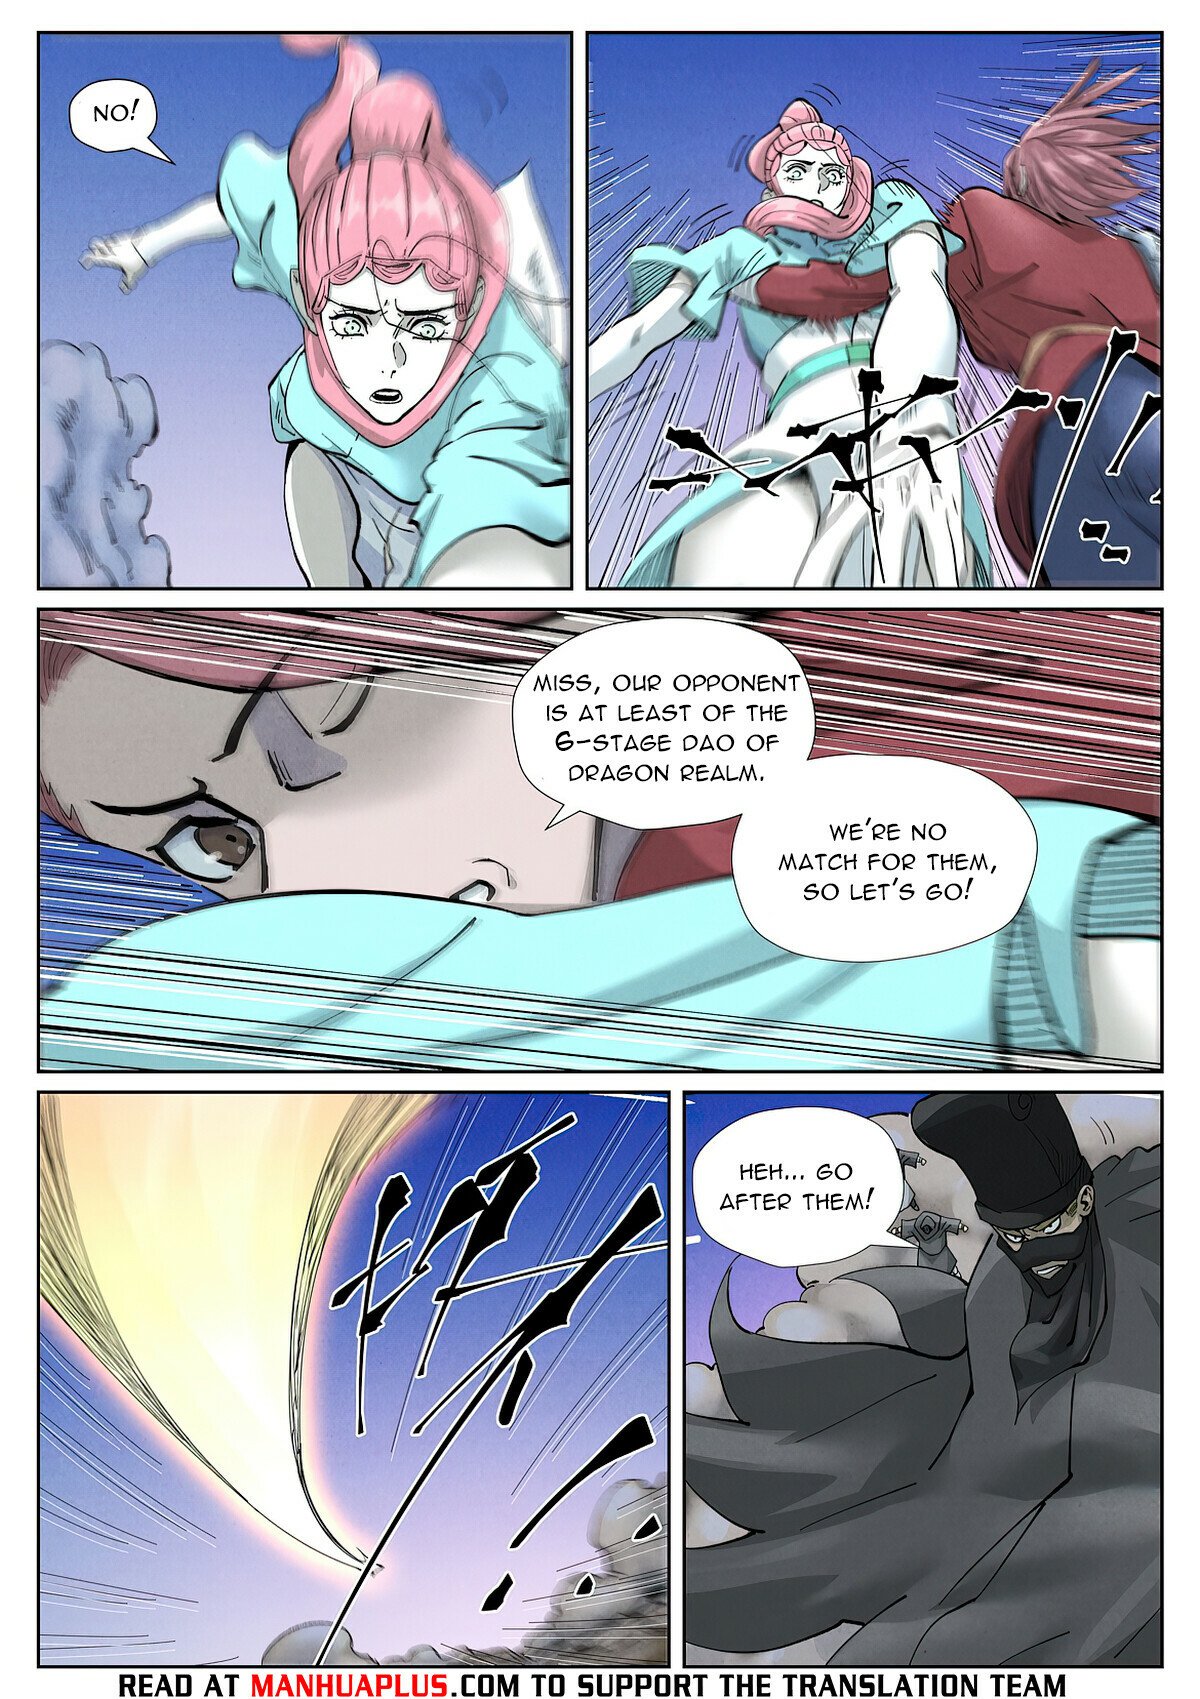 NO!
MISS, OUR OPPONENT
IS AT LEAST OF THE
6-STAGE DAO OF
DRAGON REALM.
WE'RE NO
MATCH FOR THEM,
SO LET'S GO!
HEH... GO
AFTER THEM!
READ AT MANHUAPLUS.COM TO SUPPORT THE TRANSLATION TEAM